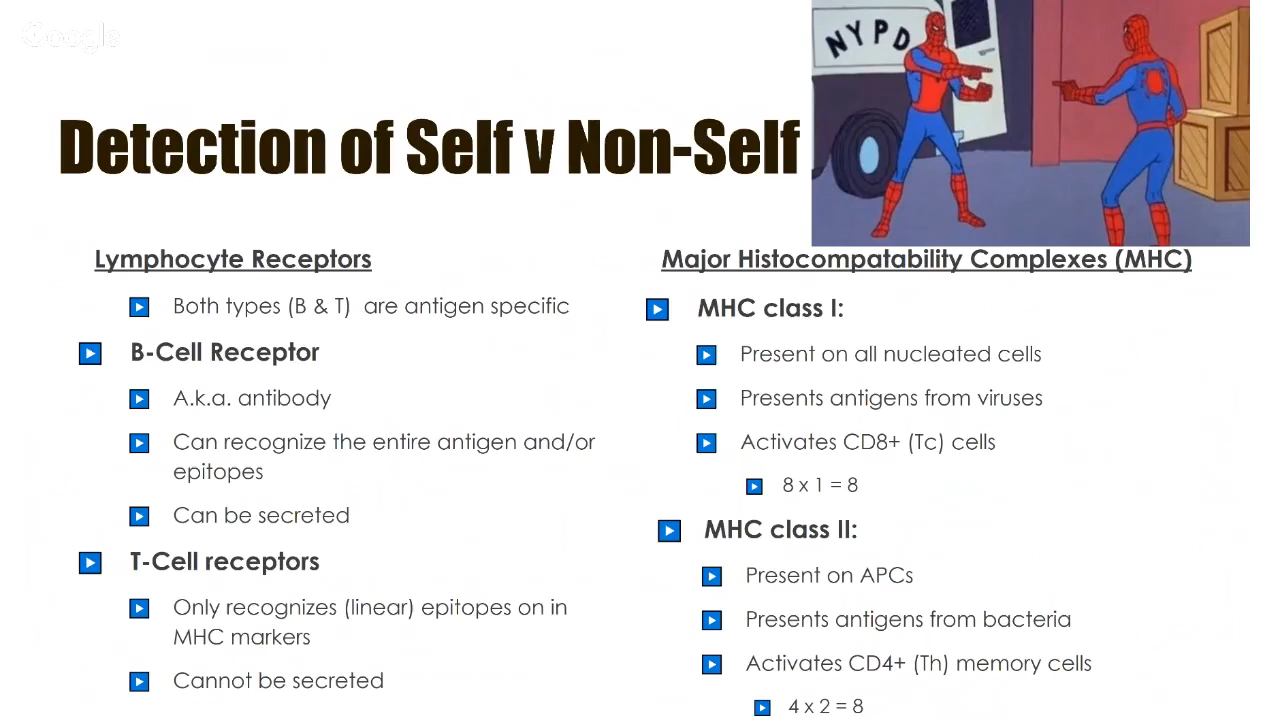 Google
NYPD
Detection of Self v Non-Self
Lymphocyte Receptors
Both types (B & T) are antigen specific
B-Cell Receptor
A.k.a. antibody
Can recognize the entire antigen and/or
epitopes
Can be secreted
T-Cell receptors
Only recognizes (linear) epitopes on in
MHC markers
Cannot be secreted
Major Histocompatability Complexes (MHC)
MHC class I:
Present on all nucleated cells
Presents antigens from viruses
Activates CD8+ (Tc) cells
8 x 1 = 8
MHC class II:
Present on APCs
Presents antigens from bacteria
Activates CD4+ (Th) memory cells
4 x 2 = 8